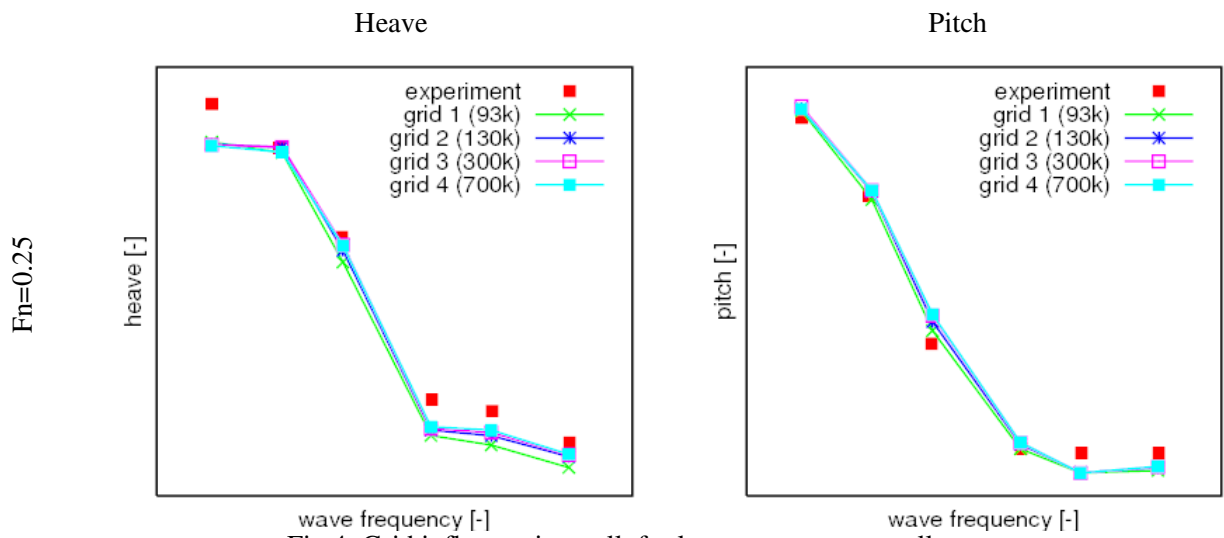 Heave
Pitch
Fn=0.25
heave [-]
experiment
grid 1 (93k)
grid 2 (130k)
grid 3 (300k)
grid 4 (700k)
wave frequency [-]
pitch [-]
experiment
grid 1 (93k)
grid 2 (130k)
grid 3 (300k)
grid 4 (700k)
wave frequency [-]